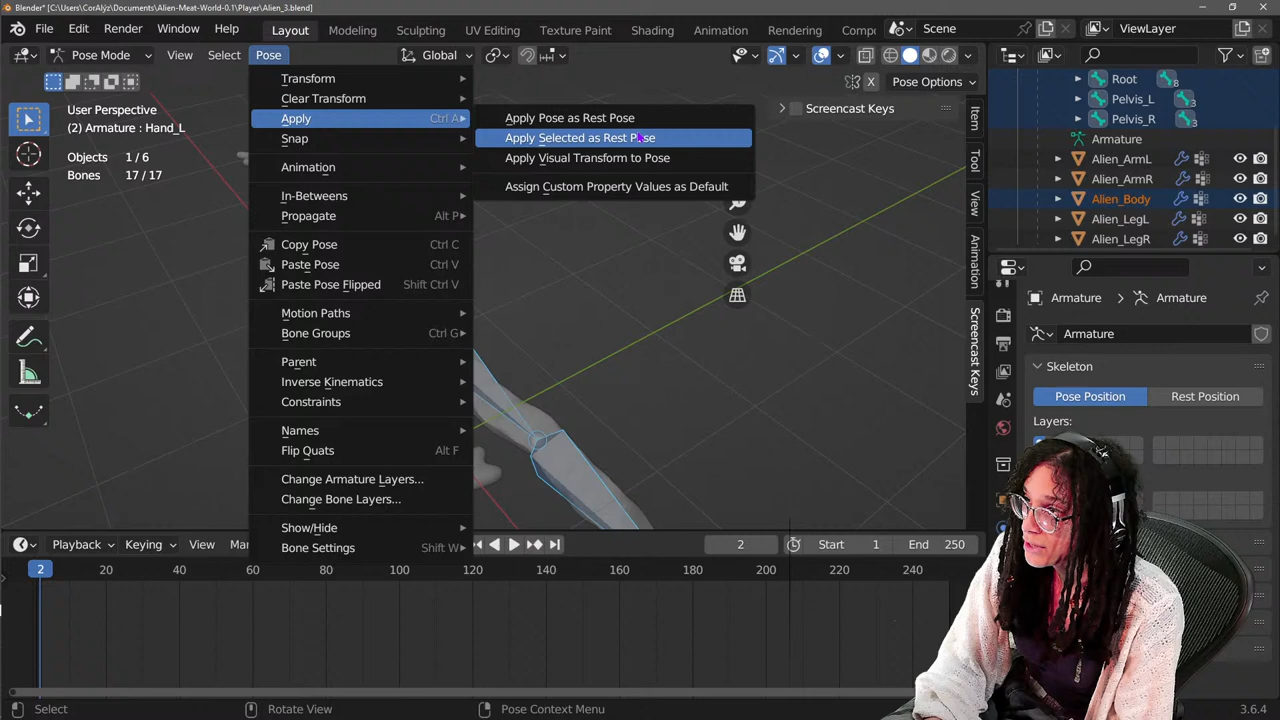 Blender* [C:\Users\CorAlýz\Documents\Alien-Meat-World-0.1\Player\Alien_3.blend]
File Edit Render Window Help Layout Modeling Sculpting UV Editing Texture Paint Shading Animation Rendering Compo Scene ViewLayer
Pose Mode View Select Pose Global
X Pose Options
User Perspective
(2) Armature : Hand_L
Objects 1 / 6
Bones 17 / 17
Transform
Clear Transform
Apply Ctrl A
Snap
Animation
In-Betweens
Propagate Alt P
Copy Pose Ctrl C
Paste Pose Ctrl V
Paste Pose Flipped Shift Ctrl V
Motion Paths
Bone Groups Ctrl G
Parent
Inverse Kinematics
Constraints
Names
Flip Quats Alt F
Change Armature Layers...
Change Bone Layers...
Show/Hide
Bone Settings Shift W
Apply Pose as Rest Pose
Apply Selected as Rest Pose
Apply Visual Transform to Pose
Assign Custom Property Values as Default
Screencast Keys
Item
Tool
View
Animation
Screencast Keys
Root 8
Pelvis_L 3
Pelvis_R 3
Armature
Alien_ArmL
Alien_ArmR
Alien_Body
Alien_LegL
Alien_LegR
Armature Armature
Armature
Skeleton
Pose Position Rest Position
Layers:
Playback Keying View Mar 2 Start 1 End 250
2 20 40 60 80 100 120 140 160 180 200 220 240
Select Rotate View Pose Context Menu 3.6.4